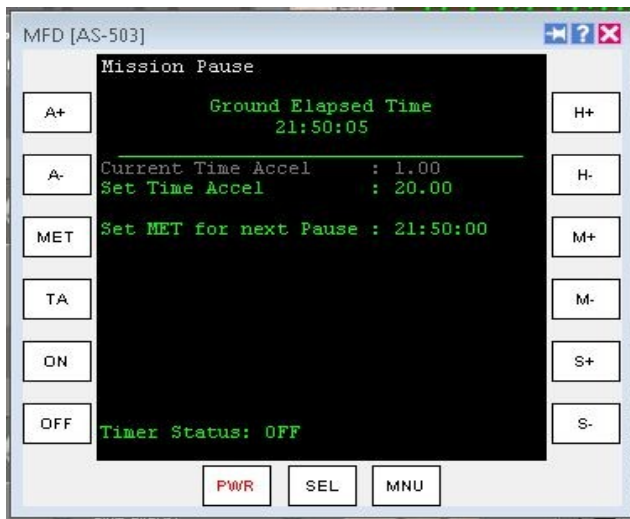 MFD [AS-503]
?
Mission Pause
Ground Elapsed Time
21:50:05
Current Time Accel : 1.00
Set Time Accel : 20.00
Set MET for next Pause : 21:50:00
Timer Status: OFF
A+
A-
MET
TA
ON
OFF
H+
H-
M+
M-
S+
S-
PWR SEL MNU